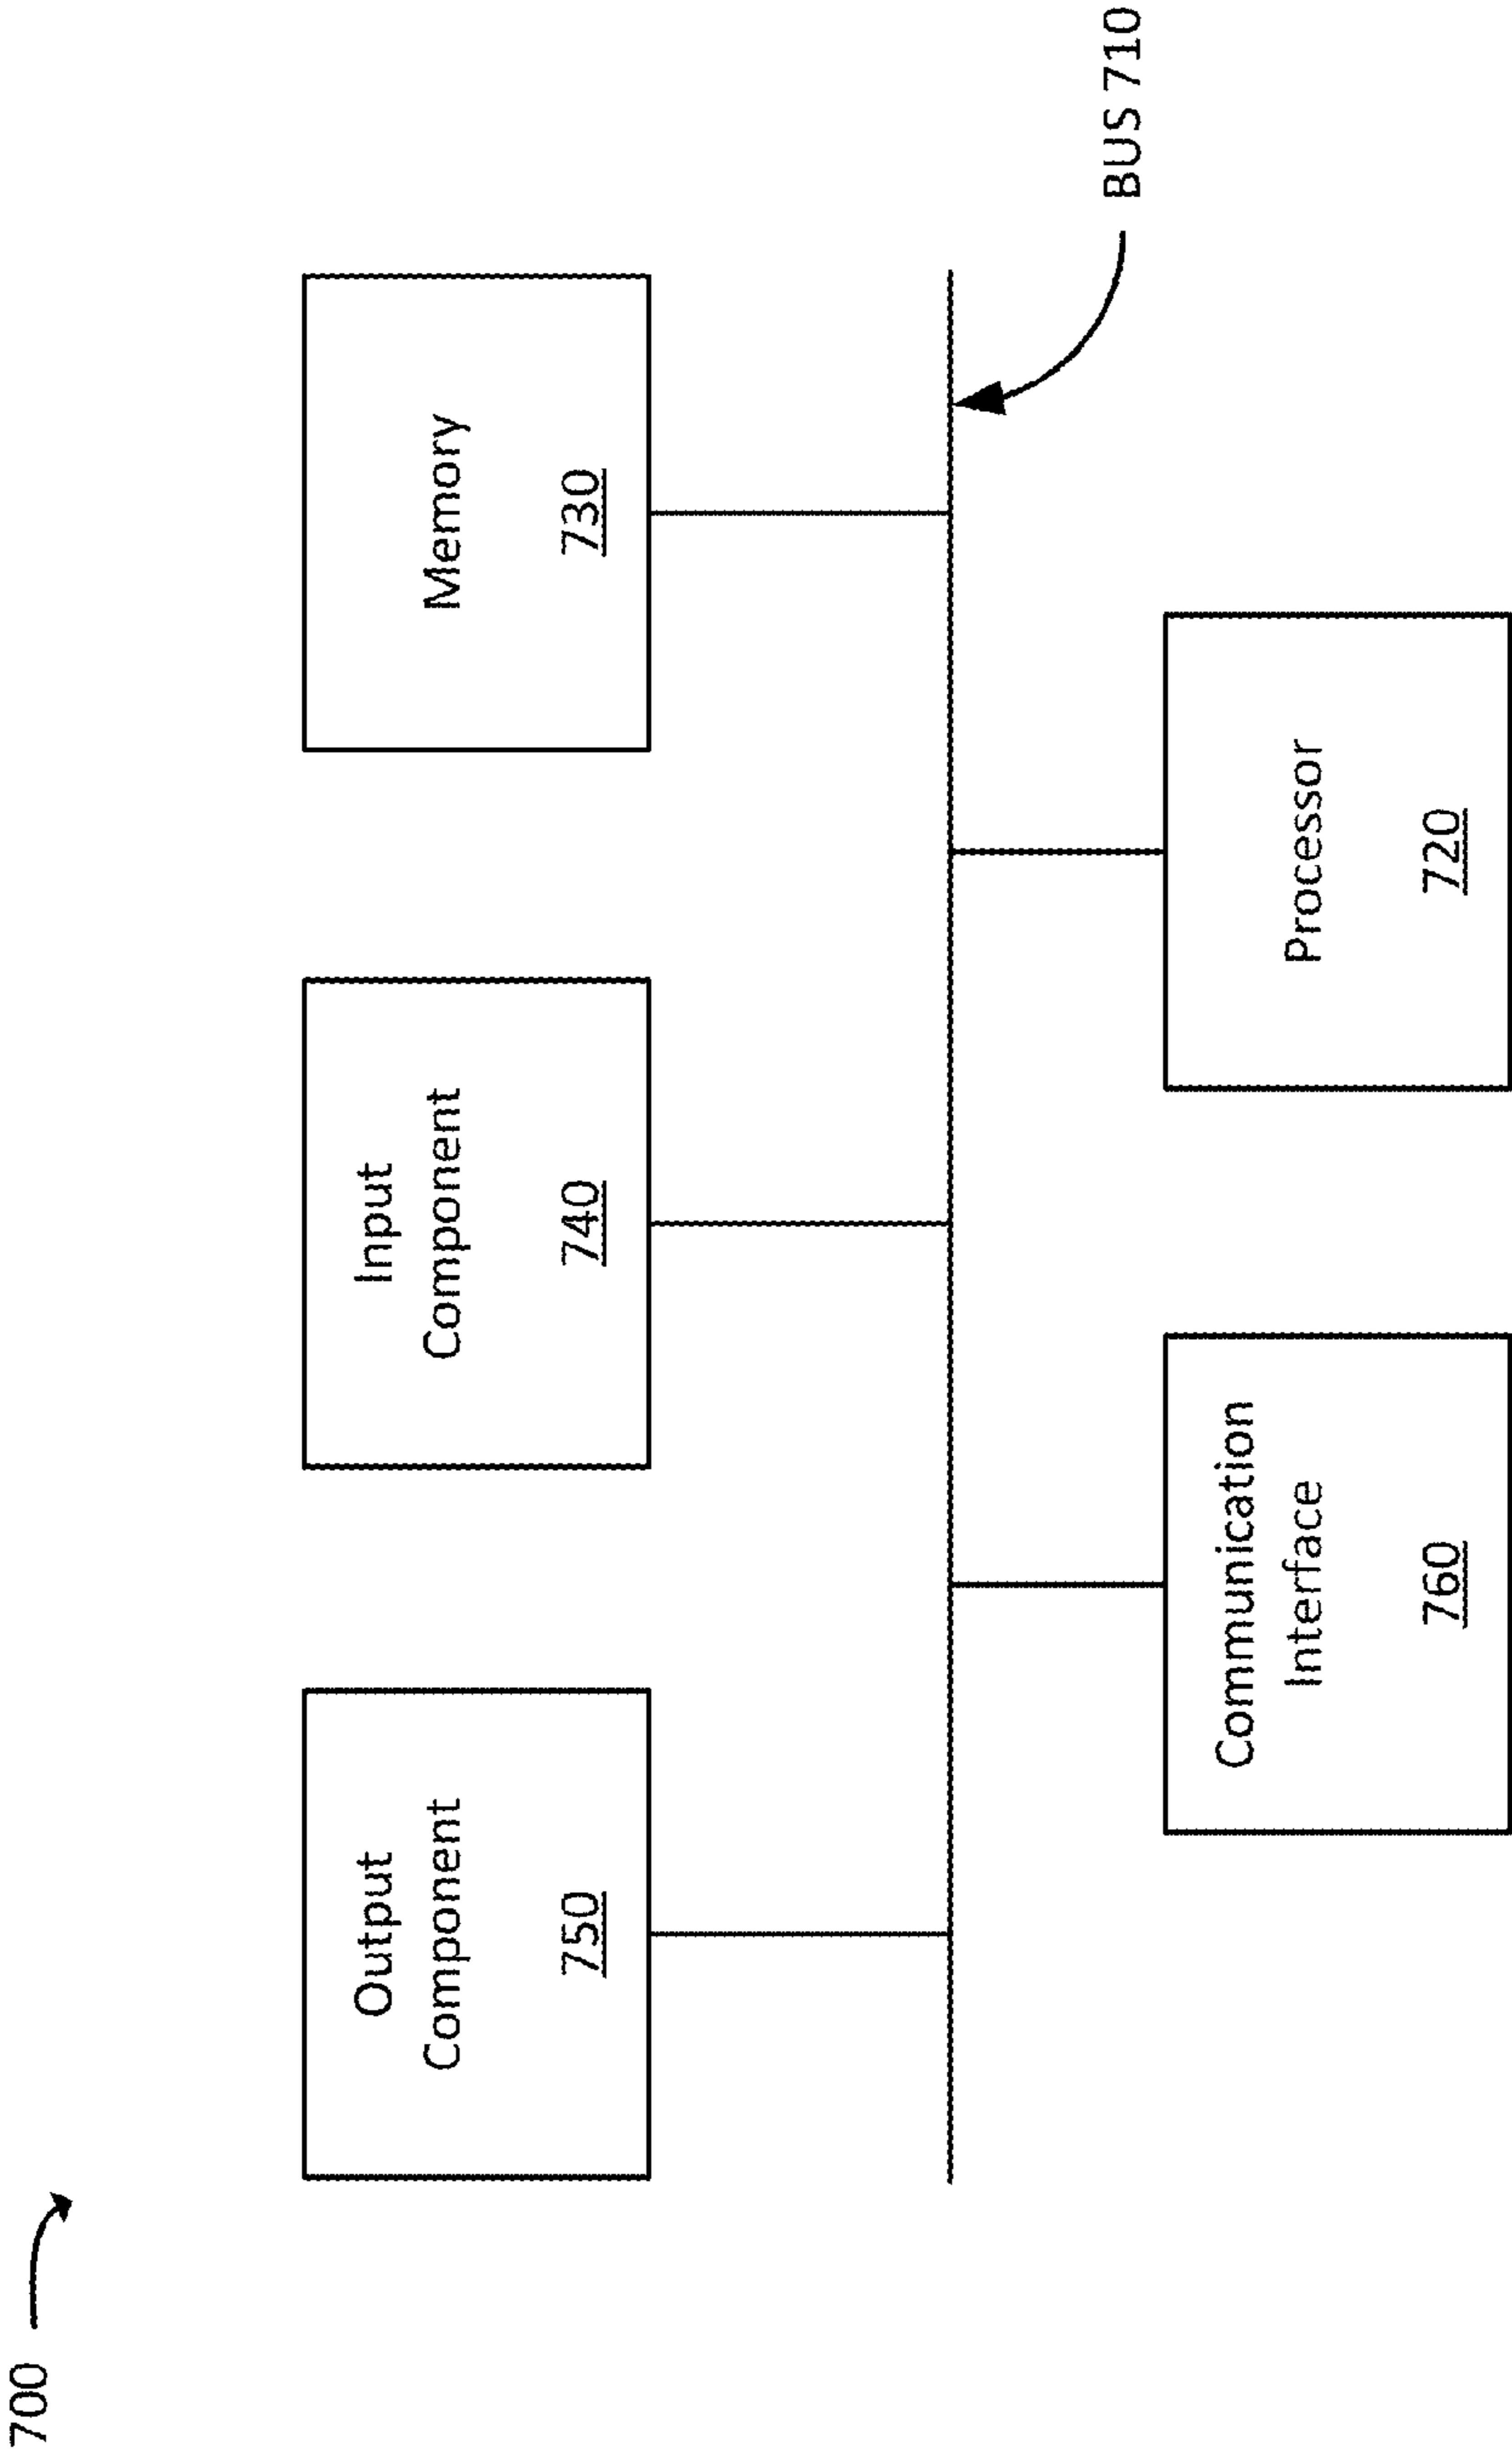 700
Output
Component
750
Input
Component
740
Memory
730
BUS 710
Communication
Interface
760
Processor
720